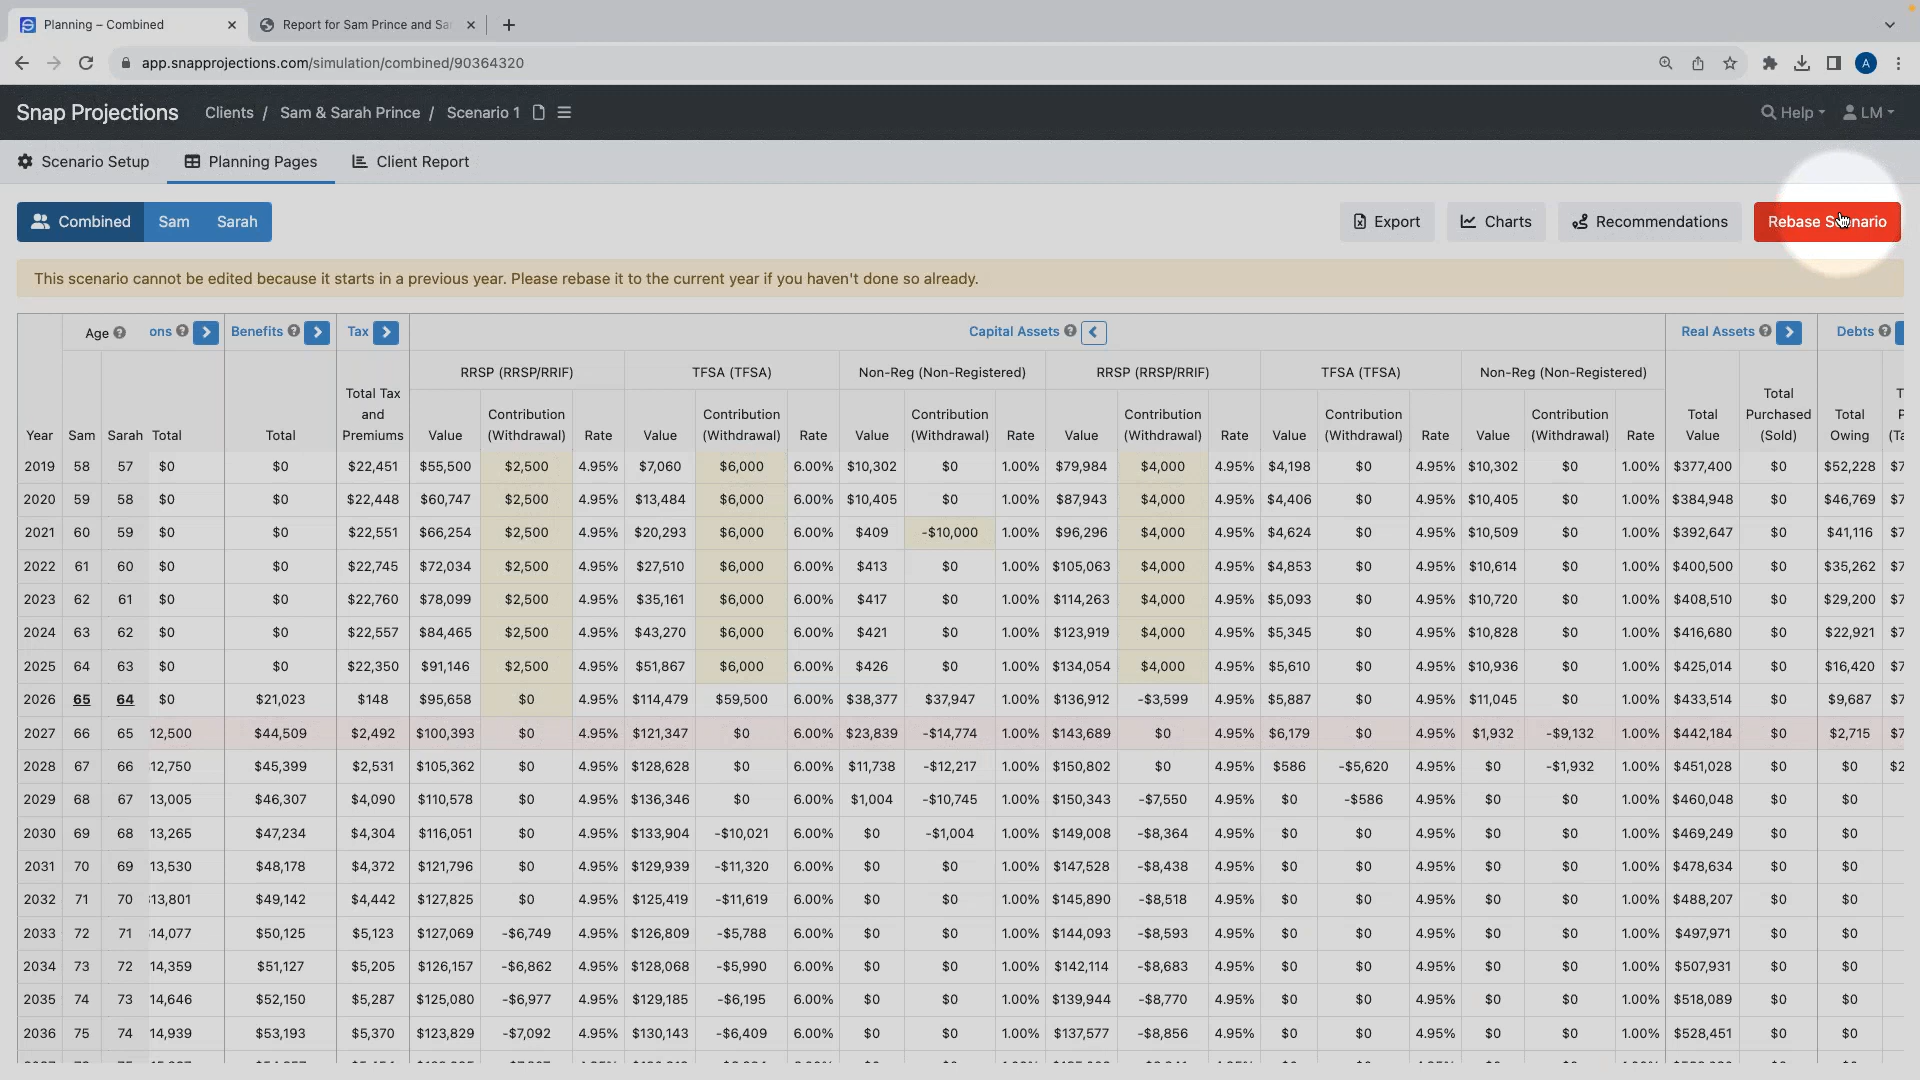 Planning – Combined
Report for Sam Prince and Sa
app.snapprojections.com/simulation/combined/90364320
A
Snap Projections Clients / Sam & Sarah Prince / Scenario 1 Help LM
Scenario Setup Planning Pages Client Report
Combined Sam Sarah Export Charts Recommendations Rebase Scenario
This scenario cannot be edited because it starts in a previous year. Please rebase it to the current year if you haven't done so already.
Age ons Benefits Tax Capital Assets Real Assets Debts
RRSP (RRSP/RRIF) TFSA (TFSA) Non-Reg (Non-Registered) RRSP (RRSP/RRIF) TFSA (TFSA) Non-Reg (Non-Registered)
Total Tax Total T
and Contribution Contribution Contribution Contribution Contribution Contribution Total Purchased Total P
Year Sam Sarah Total Total Premiums Value (Withdrawal) Rate Value (Withdrawal) Rate Value (Withdrawal) Rate Value (Withdrawal) Rate Value (Withdrawal) Rate Value (Withdrawal) Rate Value (Sold) Owing (Ta
2019 58 57 $0 $0 $22,451 $55,500 $2,500 4.95% $7,060 $6,000 6.00% $10,302 $0 1.00% $79,984 $4,000 4.95% $4,198 $0 4.95% $10,302 $0 1.00% $377,400 $0 $52,228 $7
2020 59 58 $0 $0 $22,448 $60,747 $2,500 4.95% $13,484 $6,000 6.00% $10,405 $0 1.00% $87,943 $4,000 4.95% $4,406 $0 4.95% $10,405 $0 1.00% $384,948 $0 $46,769 $7
2021 60 59 $0 $0 $22,551 $66,254 $2,500 4.95% $20,293 $6,000 6.00% $409 -$10,000 1.00% $96,296 $4,000 4.95% $4,624 $0 4.95% $10,509 $0 1.00% $392,647 $0 $41,116 $7
2022 61 60 $0 $0 $22,745 $72,034 $2,500 4.95% $27,510 $6,000 6.00% $413 $0 1.00% $105,063 $4,000 4.95% $4,853 $0 4.95% $10,614 $0 1.00% $400,500 $0 $35,262 $7
2023 62 61 $0 $0 $22,760 $78,099 $2,500 4.95% $35,161 $6,000 6.00% $417 $0 1.00% $114,263 $4,000 4.95% $5,093 $0 4.95% $10,720 $0 1.00% $408,510 $0 $29,200 $7
2024 63 62 $0 $0 $22,557 $84,465 $2,500 4.95% $43,270 $6,000 6.00% $421 $0 1.00% $123,919 $4,000 4.95% $5,345 $0 4.95% $10,828 $0 1.00% $416,680 $0 $22,921 $7
2025 64 63 $0 $0 $22,350 $91,146 $2,500 4.95% $51,867 $6,000 6.00% $426 $0 1.00% $134,054 $4,000 4.95% $5,610 $0 4.95% $10,936 $0 1.00% $425,014 $0 $16,420 $7
2026 65 64 $0 $21,023 $148 $95,658 $0 4.95% $114,479 $59,500 6.00% $38,377 $37,947 1.00% $136,912 -$3,599 4.95% $5,887 $0 4.95% $11,045 $0 1.00% $433,514 $0 $9,687 $7
2027 66 65 12,500 $44,509 $2,492 $100,393 $0 4.95% $121,347 $0 6.00% $23,839 -$14,774 1.00% $143,689 $0 4.95% $6,179 $0 4.95% $1,932 -$9,132 1.00% $442,184 $0 $2,715 $7
2028 67 66 12,750 $45,399 $2,531 $105,362 $0 4.95% $128,628 $0 6.00% $11,738 -$12,217 1.00% $150,802 $0 4.95% $586 -$5,620 4.95% $0 -$1,932 1.00% $451,028 $0 $0 $2
2029 68 67 13,005 $46,307 $4,090 $110,578 $0 4.95% $136,346 $0 6.00% $1,004 -$10,745 1.00% $150,343 -$7,550 4.95% $0 -$586 4.95% $0 $0 1.00% $460,048 $0 $0
2030 69 68 13,265 $47,234 $4,304 $116,051 $0 4.95% $133,904 -$10,021 6.00% $0 -$1,004 1.00% $149,008 -$8,364 4.95% $0 $0 4.95% $0 $0 1.00% $469,249 $0 $0
2031 70 69 13,530 $48,178 $4,372 $121,796 $0 4.95% $129,939 -$11,320 6.00% $0 $0 1.00% $147,528 -$8,438 4.95% $0 $0 4.95% $0 $0 1.00% $478,634 $0 $0
2032 71 70 13,801 $49,142 $4,442 $127,825 $0 4.95% $125,419 -$11,619 6.00% $0 $0 1.00% $145,890 -$8,518 4.95% $0 $0 4.95% $0 $0 1.00% $488,207 $0 $0
2033 72 71 14,077 $50,125 $5,123 $127,069 -$6,749 4.95% $126,809 -$5,788 6.00% $0 $0 1.00% $144,093 -$8,593 4.95% $0 $0 4.95% $0 $0 1.00% $497,971 $0 $0
2034 73 72 14,359 $51,127 $5,205 $126,157 -$6,862 4.95% $128,068 -$5,990 6.00% $0 $0 1.00% $142,114 -$8,683 4.95% $0 $0 4.95% $0 $0 1.00% $507,931 $0 $0
2035 74 73 14,646 $52,150 $5,287 $125,080 -$6,977 4.95% $129,185 -$6,195 6.00% $0 $0 1.00% $139,944 -$8,770 4.95% $0 $0 4.95% $0 $0 1.00% $518,089 $0 $0
2036 75 74 14,939 $53,193 $5,370 $123,829 -$7,092 4.95% $130,143 -$6,409 6.00% $0 $0 1.00% $137,577 -$8,856 4.95% $0 $0 4.95% $0 $0 1.00% $528,451 $0 $0